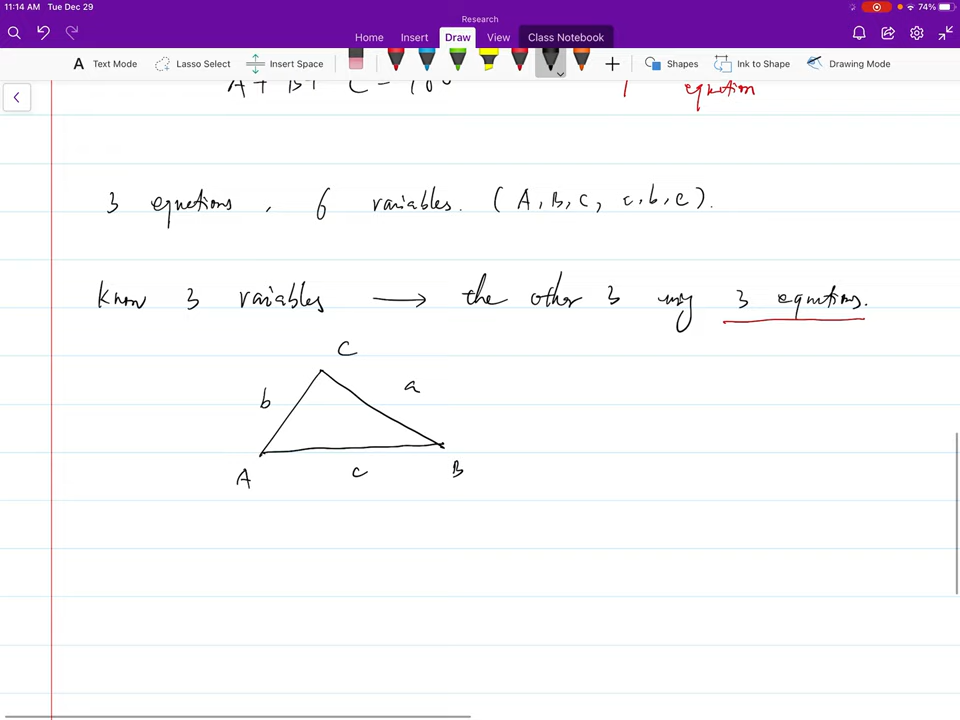 11:14 AM Tue Dec 29
74%
Research
Home Insert Draw View Class Notebook
A Text Mode Lasso Select Insert Space Shapes Ink to Shape Drawing Mode
A + B + C = 180° 1 equation
3 equations , 6 variables. ( A, B, C, a, b, c ).
Know 3 variables → the other 3 using 3 equations.
C
b a
A c B